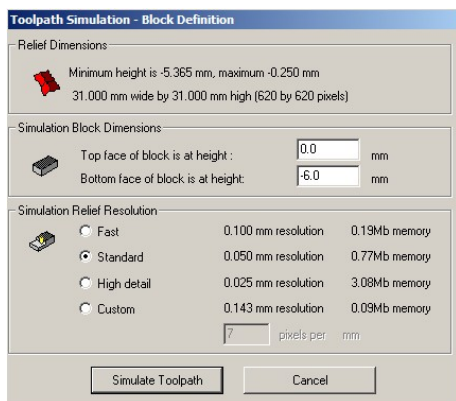 Toolpath Simulation - Block Definition
Relief Dimensions
Minimum height is -5.365 mm, maximum -0.250 mm
31.000 mm wide by 31.000 mm high (620 by 620 pixels)
Simulation Block Dimensions
Top face of block is at height : 0.0 mm
Bottom face of block is at height: -6.0 mm
Simulation Relief Resolution
Fast 0.100 mm resolution 0.19Mb memory
Standard 0.050 mm resolution 0.77Mb memory
High detail 0.025 mm resolution 3.08Mb memory
Custom 0.143 mm resolution 0.09Mb memory
7 pixels per mm
Simulate Toolpath Cancel